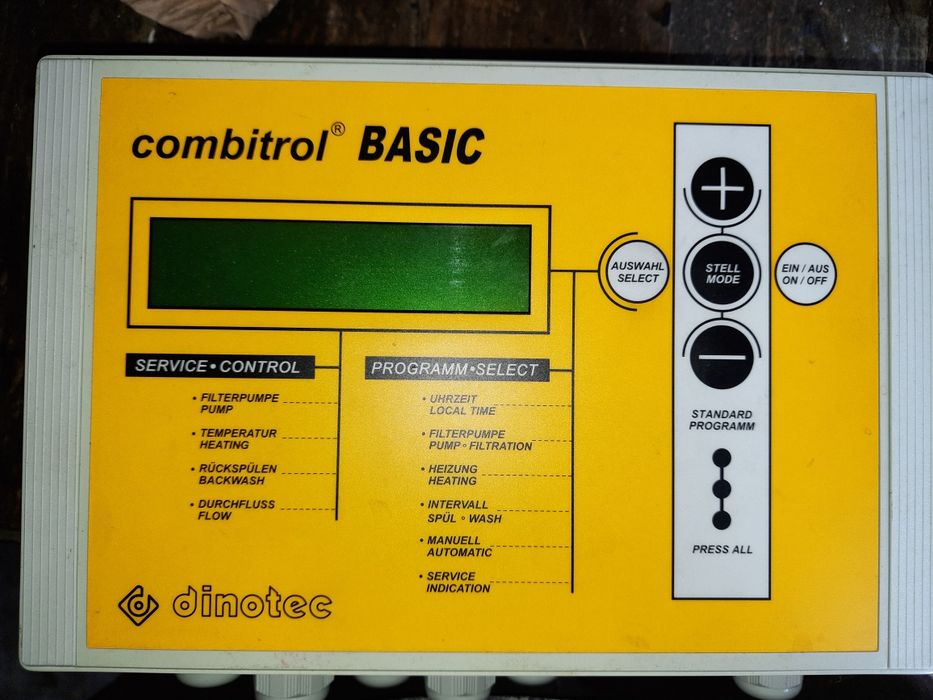 combitrol® BASIC
+
AUSWAHL
SELECT
STELL
MODE
EIN / AUS
ON / OFF
−
SERVICE • CONTROL
• FILTERPUMPE
PUMP
• TEMPERATUR
HEATING
• RÜCKSPÜLEN
BACKWASH
• DURCHFLUSS
FLOW
PROGRAMM • SELECT
• UHRZEIT
LOCAL TIME
• FILTERPUMPE
PUMP ◦ FILTRATION
• HEIZUNG
HEATING
• INTERVALL
SPÜL ◦ WASH
• MANUELL
AUTOMATIC
• SERVICE
INDICATION
STANDARD
PROGRAMM
PRESS ALL
dinotec